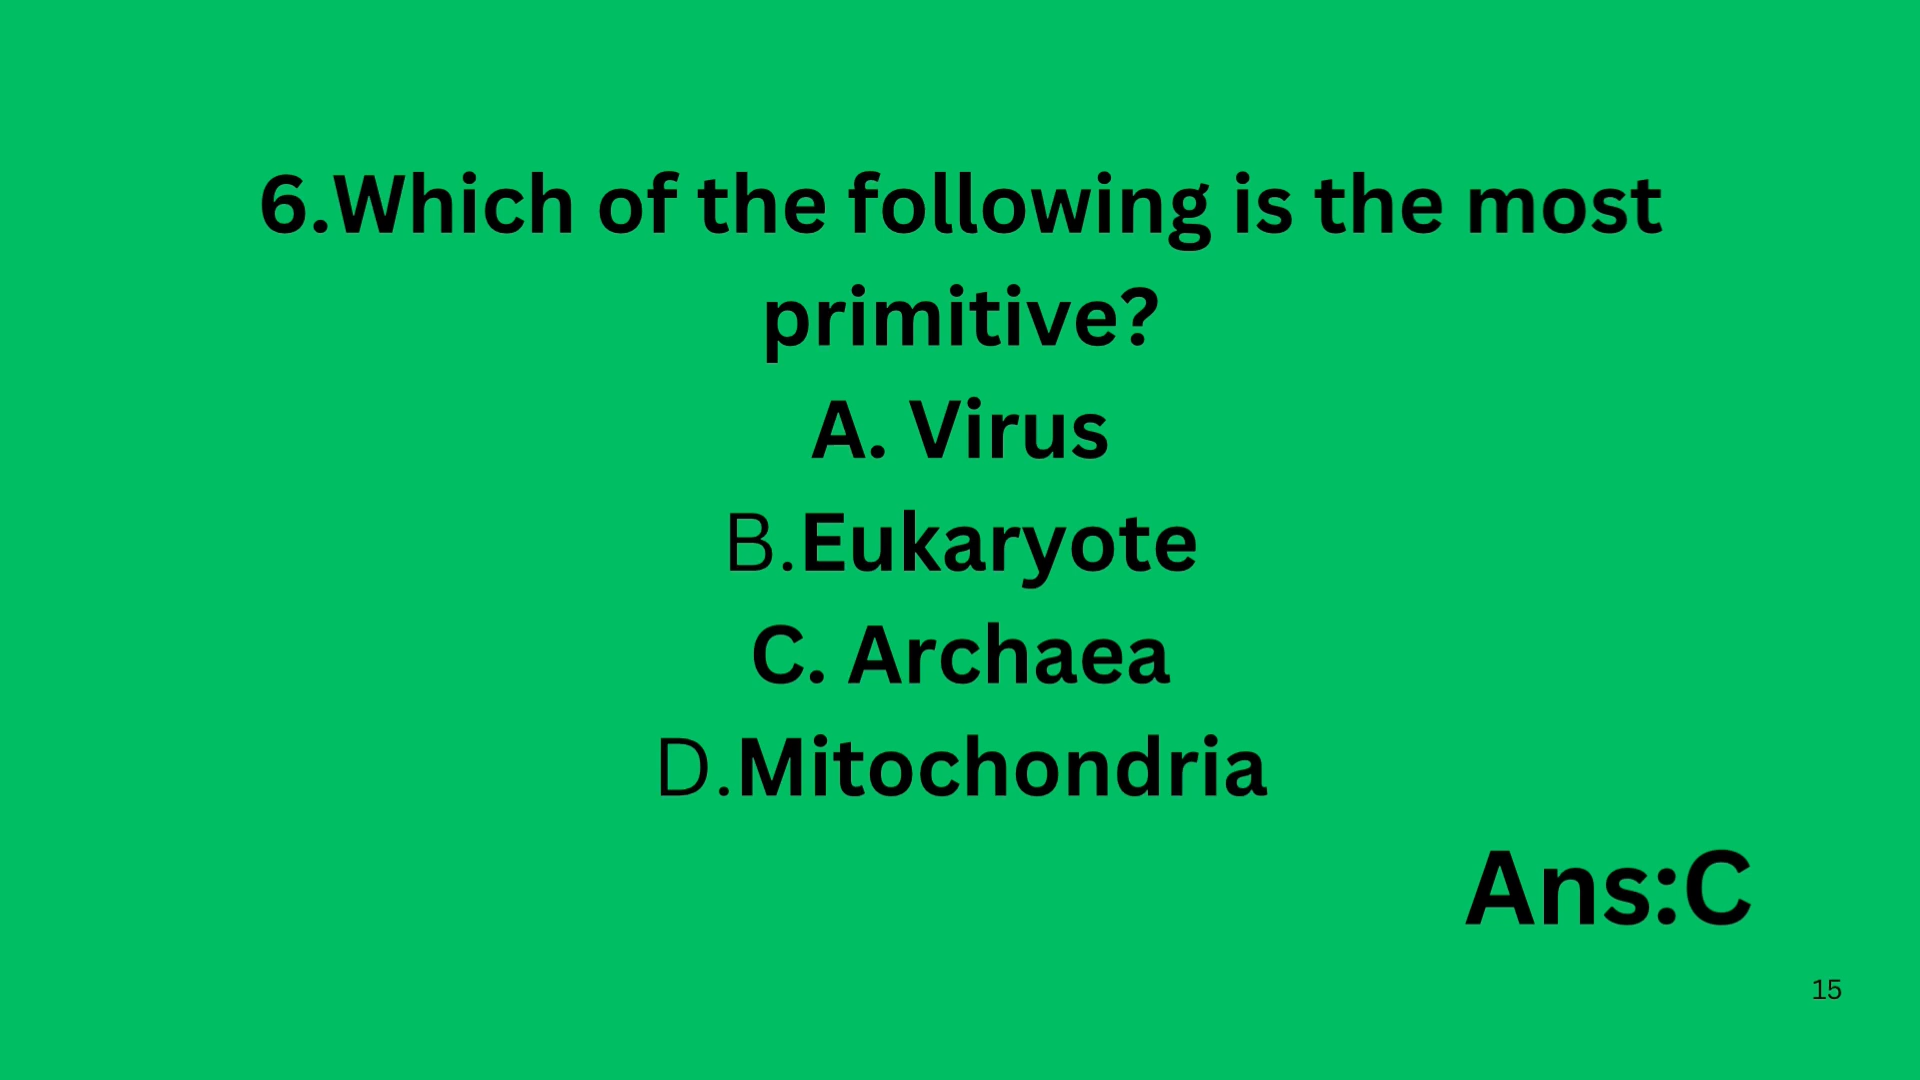 6.Which of the following is the most
primitive?
A. Virus
B.Eukaryote
C. Archaea
D.Mitochondria
Ans:C
15